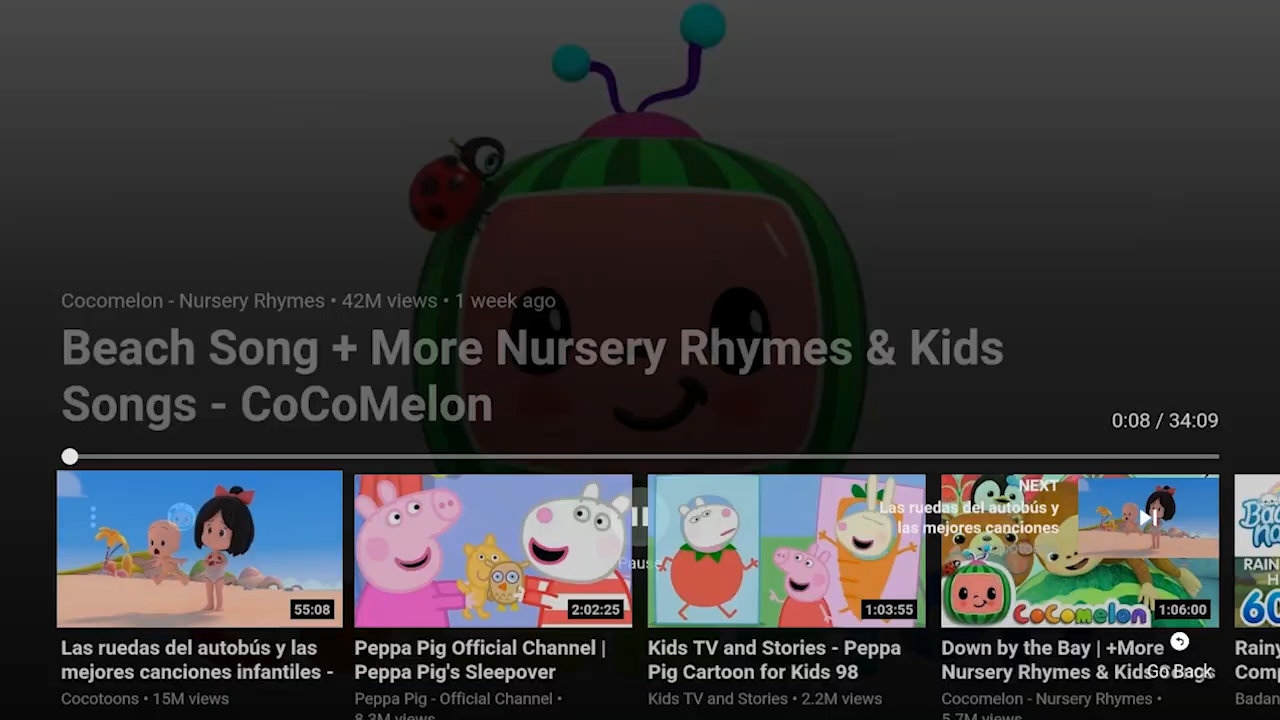 Cocomelon - Nursery Rhymes • 42M views • 1 week ago
Beach Song + More Nursery Rhymes & Kids
Songs - CoCoMelon
0:08 / 34:09
NEXT
Las ruedas del autobús y
las mejores canciones
Pause
55:08
2:02:25
1:03:55
CoComelon
1:06:00
RAIN
60
Las ruedas del autobús y las
mejores canciones infantiles -
Cocotoons • 15M views
Peppa Pig Official Channel |
Peppa Pig's Sleepover
Peppa Pig - Official Channel •
8.3M views
Kids TV and Stories - Peppa
Pig Cartoon for Kids 98
Kids TV and Stories • 2.2M views
Down by the Bay | +More
Nursery Rhymes & Kids Songs
Cocomelon - Nursery Rhymes •
5.7M views
Go Back
Rainy
Comp
Badan